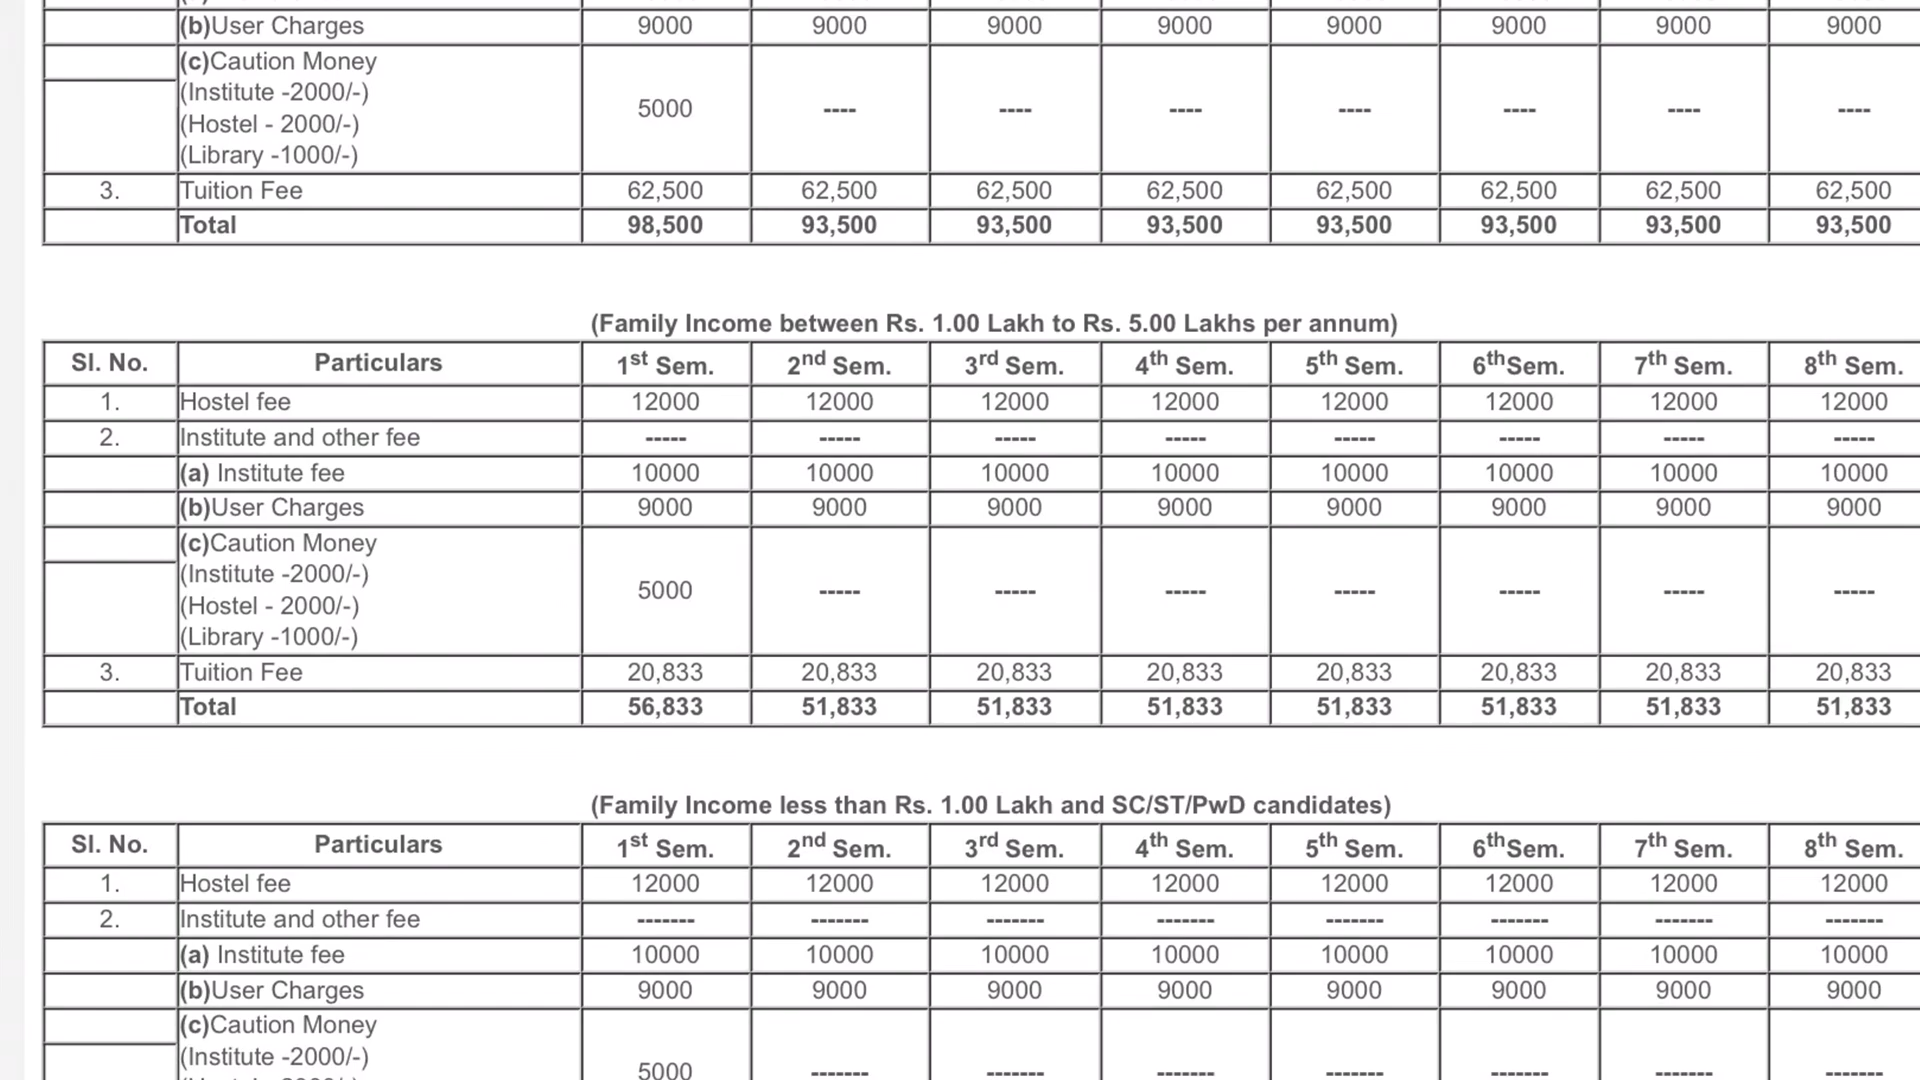 (b)User Charges 9000 9000 9000 9000 9000 9000 9000 9000
(c)Caution Money
(Institute -2000/-)
(Hostel - 2000/-)
(Library -1000/-)
5000 ---- ---- ---- ---- ---- ---- ----
3. Tuition Fee 62,500 62,500 62,500 62,500 62,500 62,500 62,500 62,500
Total 98,500 93,500 93,500 93,500 93,500 93,500 93,500 93,500
(Family Income between Rs. 1.00 Lakh to Rs. 5.00 Lakhs per annum)
Sl. No. Particulars 1st Sem. 2nd Sem. 3rd Sem. 4th Sem. 5th Sem. 6thSem. 7th Sem. 8th Sem.
1. Hostel fee 12000 12000 12000 12000 12000 12000 12000 12000
2. Institute and other fee ----- ----- ----- ----- ----- ----- ----- -----
(a) Institute fee 10000 10000 10000 10000 10000 10000 10000 10000
(b)User Charges 9000 9000 9000 9000 9000 9000 9000 9000
(c)Caution Money
(Institute -2000/-)
(Hostel - 2000/-)
(Library -1000/-)
5000 ----- ----- ----- ----- ----- ----- -----
3. Tuition Fee 20,833 20,833 20,833 20,833 20,833 20,833 20,833 20,833
Total 56,833 51,833 51,833 51,833 51,833 51,833 51,833 51,833
(Family Income less than Rs. 1.00 Lakh and SC/ST/PwD candidates)
Sl. No. Particulars 1st Sem. 2nd Sem. 3rd Sem. 4th Sem. 5th Sem. 6thSem. 7th Sem. 8th Sem.
1. Hostel fee 12000 12000 12000 12000 12000 12000 12000 12000
2. Institute and other fee ------- ------- ------- ------- ------- ------- ------- -------
(a) Institute fee 10000 10000 10000 10000 10000 10000 10000 10000
(b)User Charges 9000 9000 9000 9000 9000 9000 9000 9000
(c)Caution Money
(Institute -2000/-)
5000 ------- ------- ------- ------- ------- ------- -------